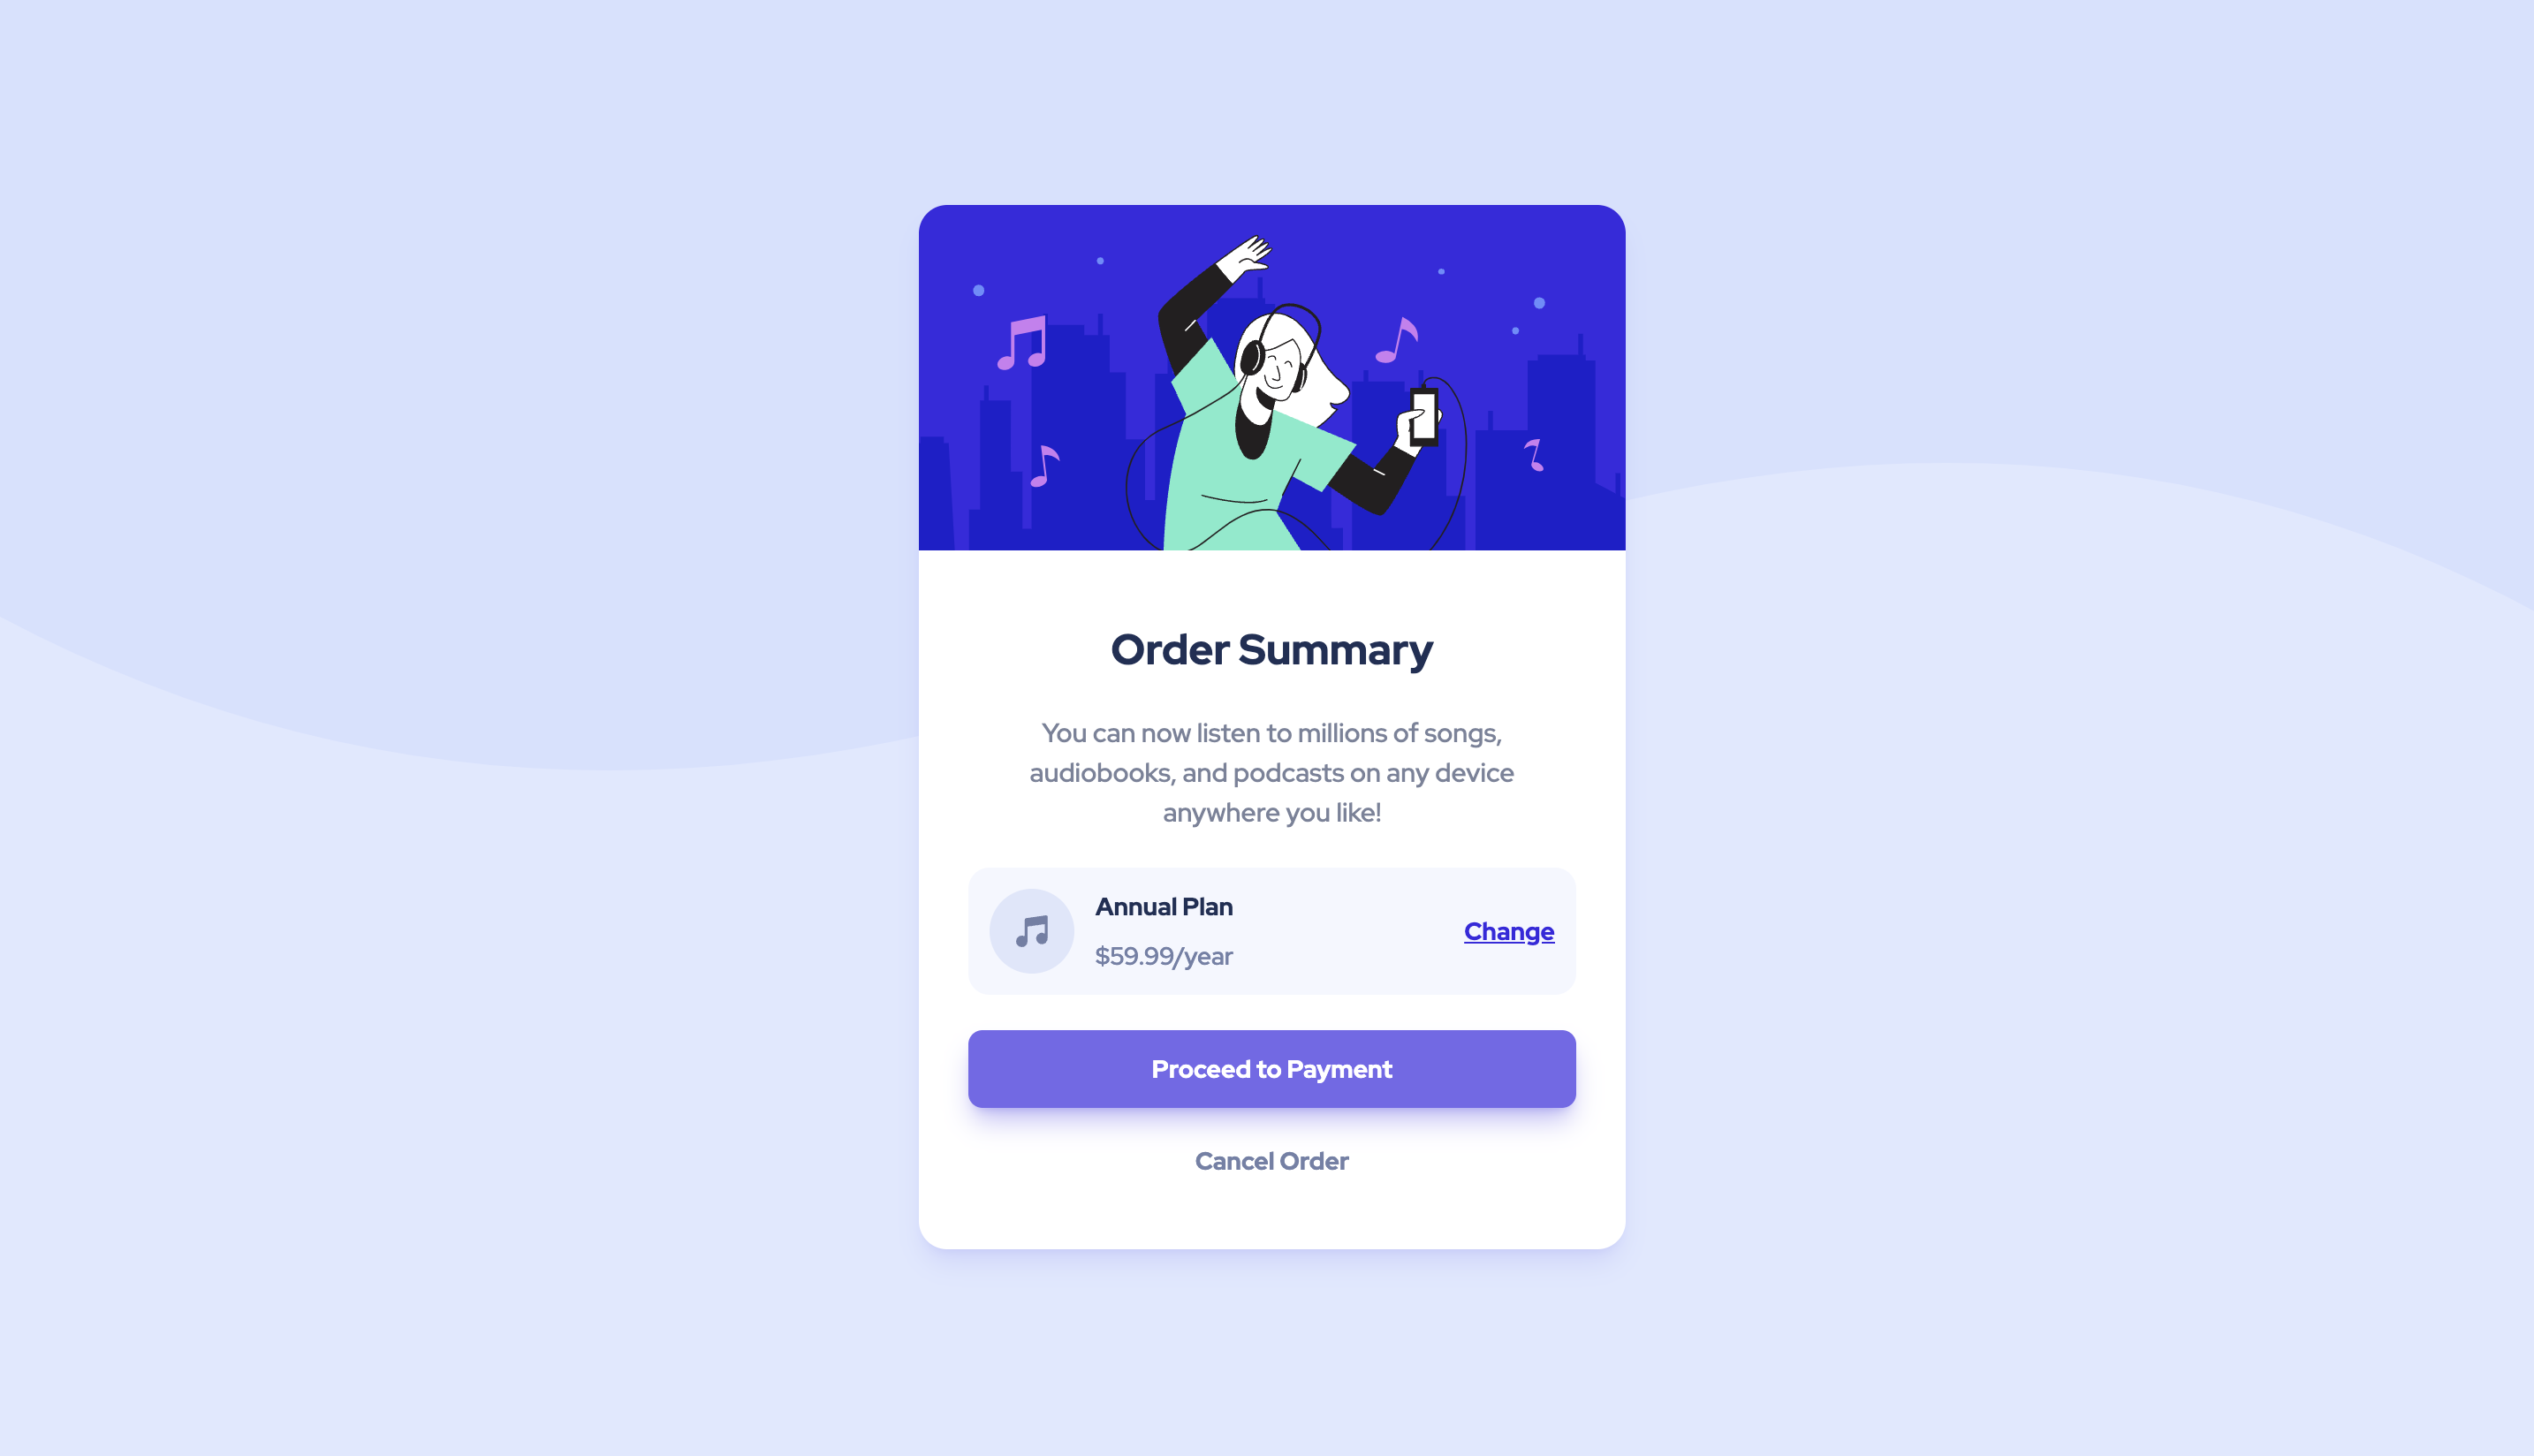 Order Summary
You can now listen to millions of songs,
audiobooks, and podcasts on any device
anywhere you like!
Annual Plan
$59.99/year
Change
Proceed to Payment
Cancel Order